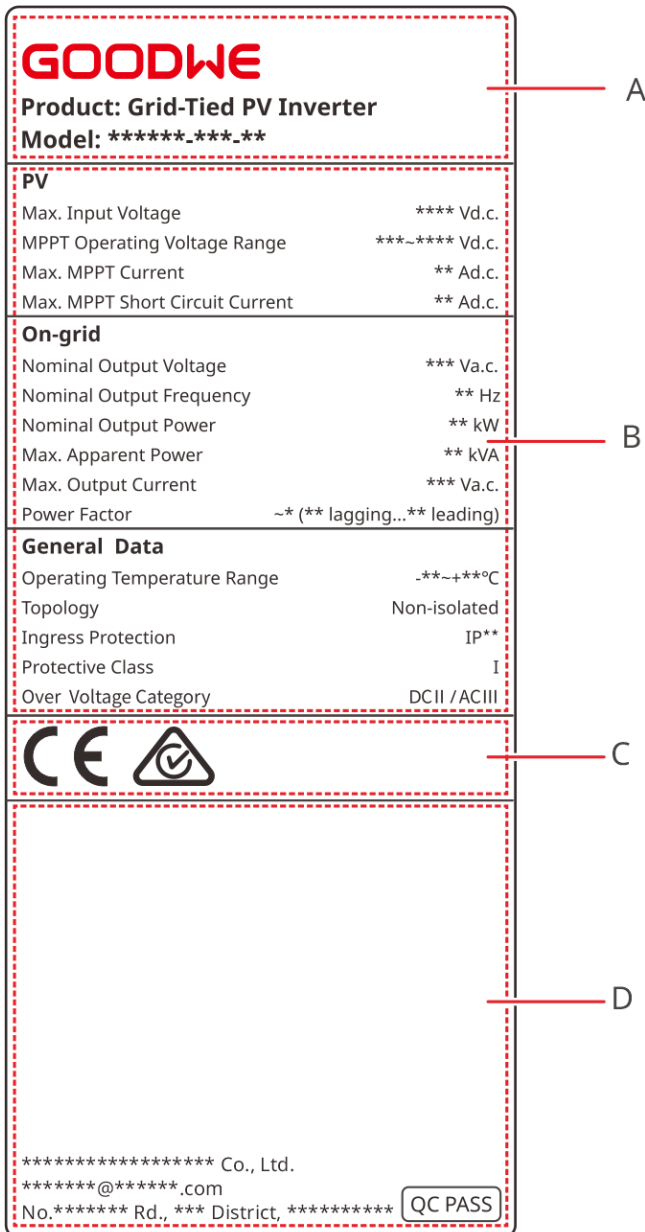 GOODWE
Product: Grid-Tied PV Inverter
Model: ******-***-**
A
PV
Max. Input Voltage **** Vd.c.
MPPT Operating Voltage Range ***~**** Vd.c.
Max. MPPT Current ** Ad.c.
Max. MPPT Short Circuit Current ** Ad.c.
On-grid
Nominal Output Voltage *** Va.c.
Nominal Output Frequency ** Hz
Nominal Output Power ** kW
B
Max. Apparent Power ** kVA
Max. Output Current *** Va.c.
Power Factor ~* (** lagging...** leading)
General Data
Operating Temperature Range -**~+**ºC
Topology Non-isolated
Ingress Protection IP**
Protective Class I
Over Voltage Category DCII / ACIII
CE
C
D
****************** Co., Ltd.
*******@******.com
No.******* Rd., *** District, **********
QC PASS